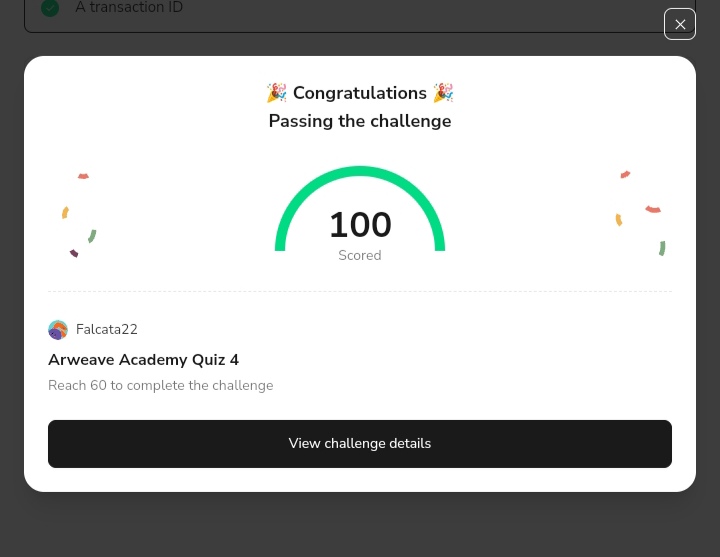 A transaction ID
🎉 Congratulations 🎉
Passing the challenge
100
Scored
Falcata22
Arweave Academy Quiz 4
Reach 60 to complete the challenge
View challenge details